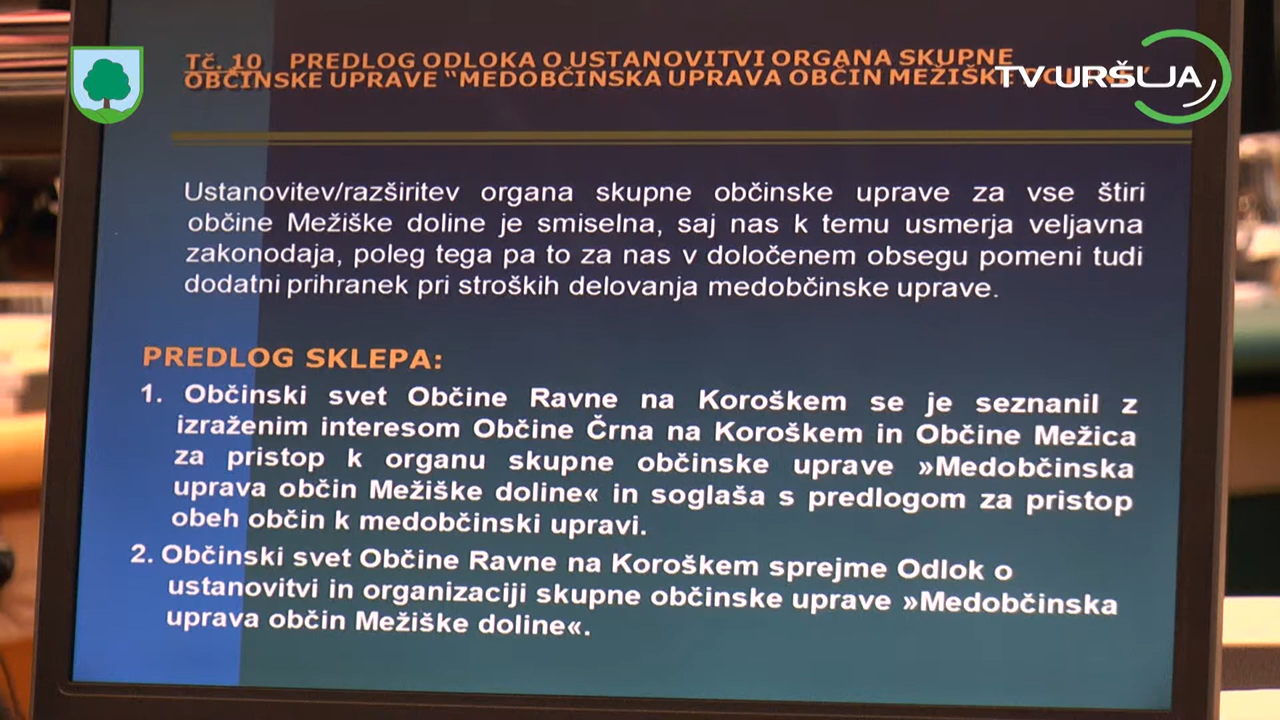 Tč. 10 PREDLOG ODLOKA O USTANOVITVI ORGANA SKUPNE
OBČINSKE UPRAVE "MEDOBČINSKA UPRAVA OBČIN
TV URŠLJA
Ustanovitev/razširitev organa skupne občinske uprave za vse štiri
občine Mežiške doline je smiselna, saj nas k temu usmerja veljavna
zakonodaja, poleg tega pa to za nas v določenem obsegu pomeni tudi
dodatni prihranek pri stroških delovanja medobčinske uprave.
PREDLOG SKLEPA:
1. Občinski svet Občine Ravne na Koroškem se je seznanil z
izraženim interesom Občine Črna na Koroškem in Občine Mežica
za pristop k organu skupne občinske uprave »Medobčinska
uprava občin Mežiške doline« in soglaša s predlogom za pristop
obeh občin k medobčinski upravi.
2. Občinski svet Občine Ravne na Koroškem sprejme Odlok o
ustanovitvi in organizaciji skupne občinske uprave »Medobčinska
uprava občin Mežiške doline«.